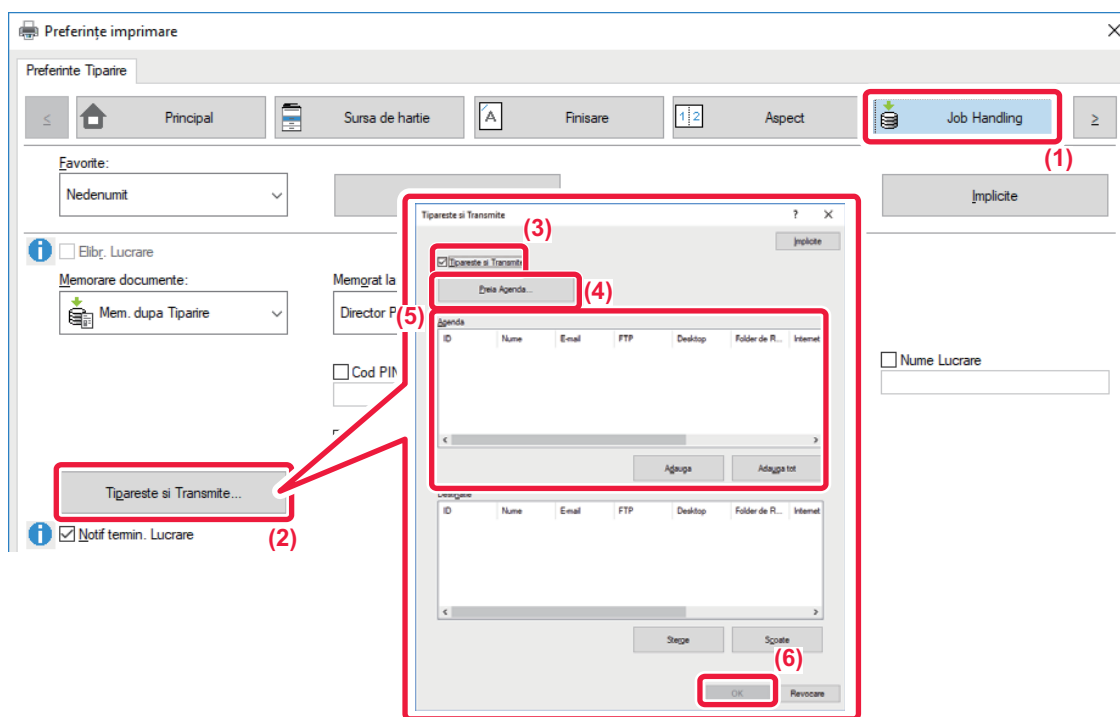 Preferințe imprimare
Preferinte Tiparire
<
Principal
Sursa de hartie
Finisare
Aspect
Job Handling
>
(1)
Favorite:
Nedenumit
Implicite
Elibr. Lucrare
Memorare documente:
Mem. dupa Tiparire
Memorat la
Director P
Cod PIN
Nume Lucrare
Tipareste si Transmite...
(2)
Notif termin. Lucrare
Tipareste si Transmite
? X
Implicite
(3)
Tipareste si Transmite
Preia Agenda...
(4)
(5)
Agenda
ID Nume E-mail FTP Desktop Folder de R... Internet
Adauga
Adauga tot
Destinatie
ID Nume E-mail FTP Desktop Folder de R... Internet
Sterge
Scoate
(6)
OK
Revocare